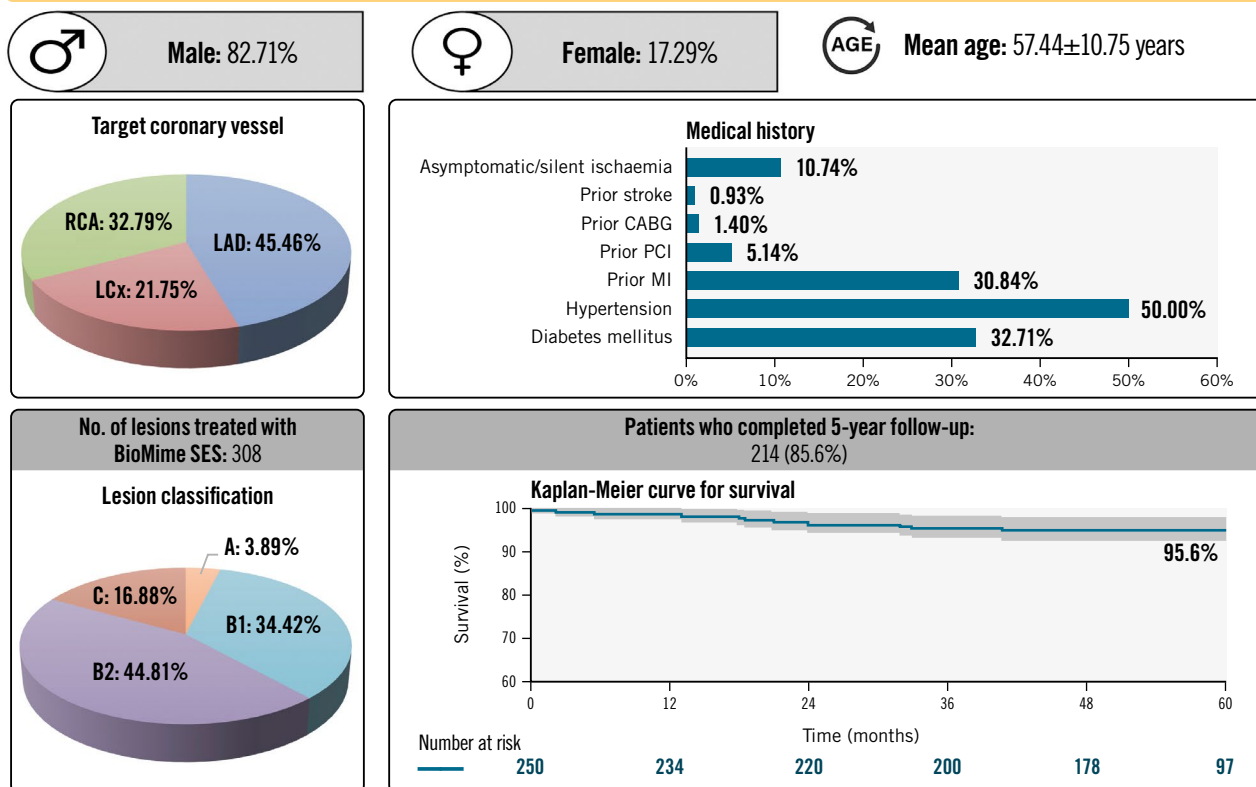 Male: 82.71%
Female: 17.29%
AGE
Mean age: 57.44±10.75 years
Target coronary vessel
RCA: 32.79%
LAD: 45.46%
LCx: 21.75%
Medical history
Asymptomatic/silent ischaemia 10.74%
Prior stroke 0.93%
Prior CABG 1.40%
Prior PCI 5.14%
Prior MI 30.84%
Hypertension 50.00%
Diabetes mellitus 32.71%
0% 10% 20% 30% 40% 50% 60%
No. of lesions treated with
BioMime SES: 308
Lesion classification
A: 3.89%
C: 16.88%
B1: 34.42%
B2: 44.81%
Patients who completed 5-year follow-up:
214 (85.6%)
Kaplan-Meier curve for survival
Survival (%)
100
90
80
70
60
95.6%
0 12 24 36 48 60
Time (months)
Number at risk
250 234 220 200 178 97